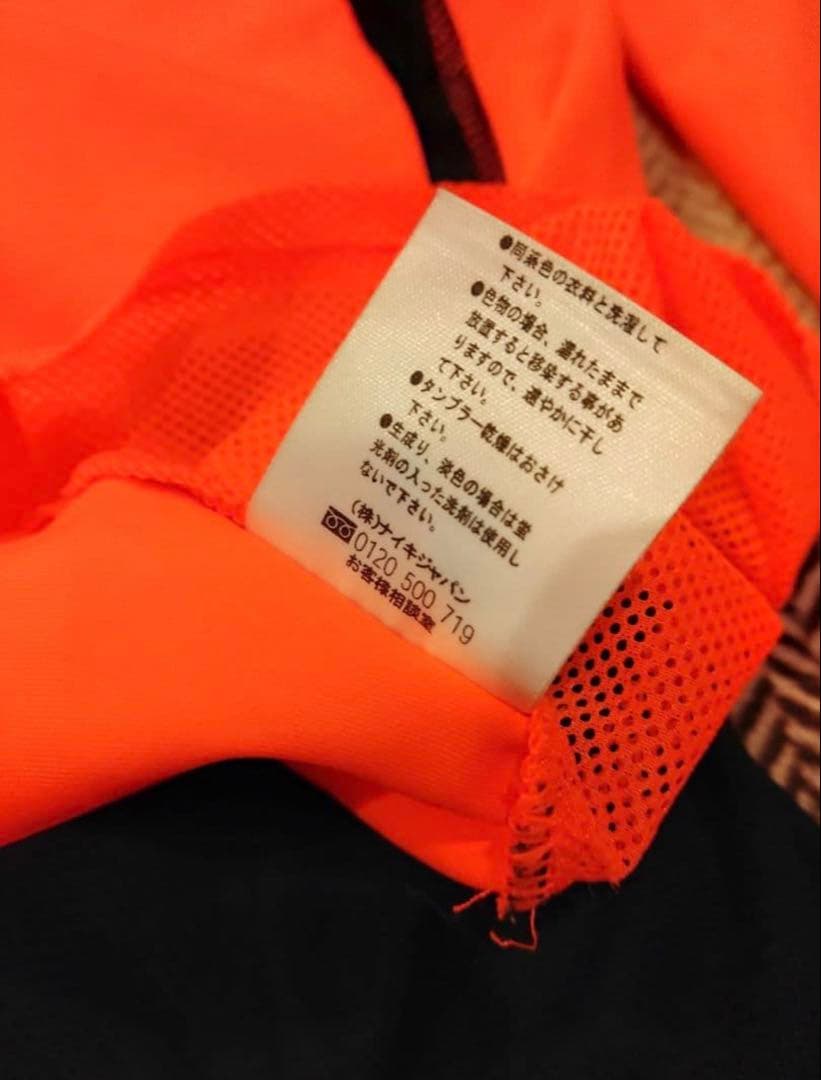 ●同系色の衣料と洗濯して
下さい。
●色物の場合、濡れたままで
放置すると移染する事があ
りますので、速やかに干し
て下さい。
●タンブラー乾燥はおさけ
下さい。
●生成り、淡色の場合は蛍
光剤の入った洗剤は使用し
ないで下さい。
(株)ナイキジャパン
0120 500 719
お客様相談室